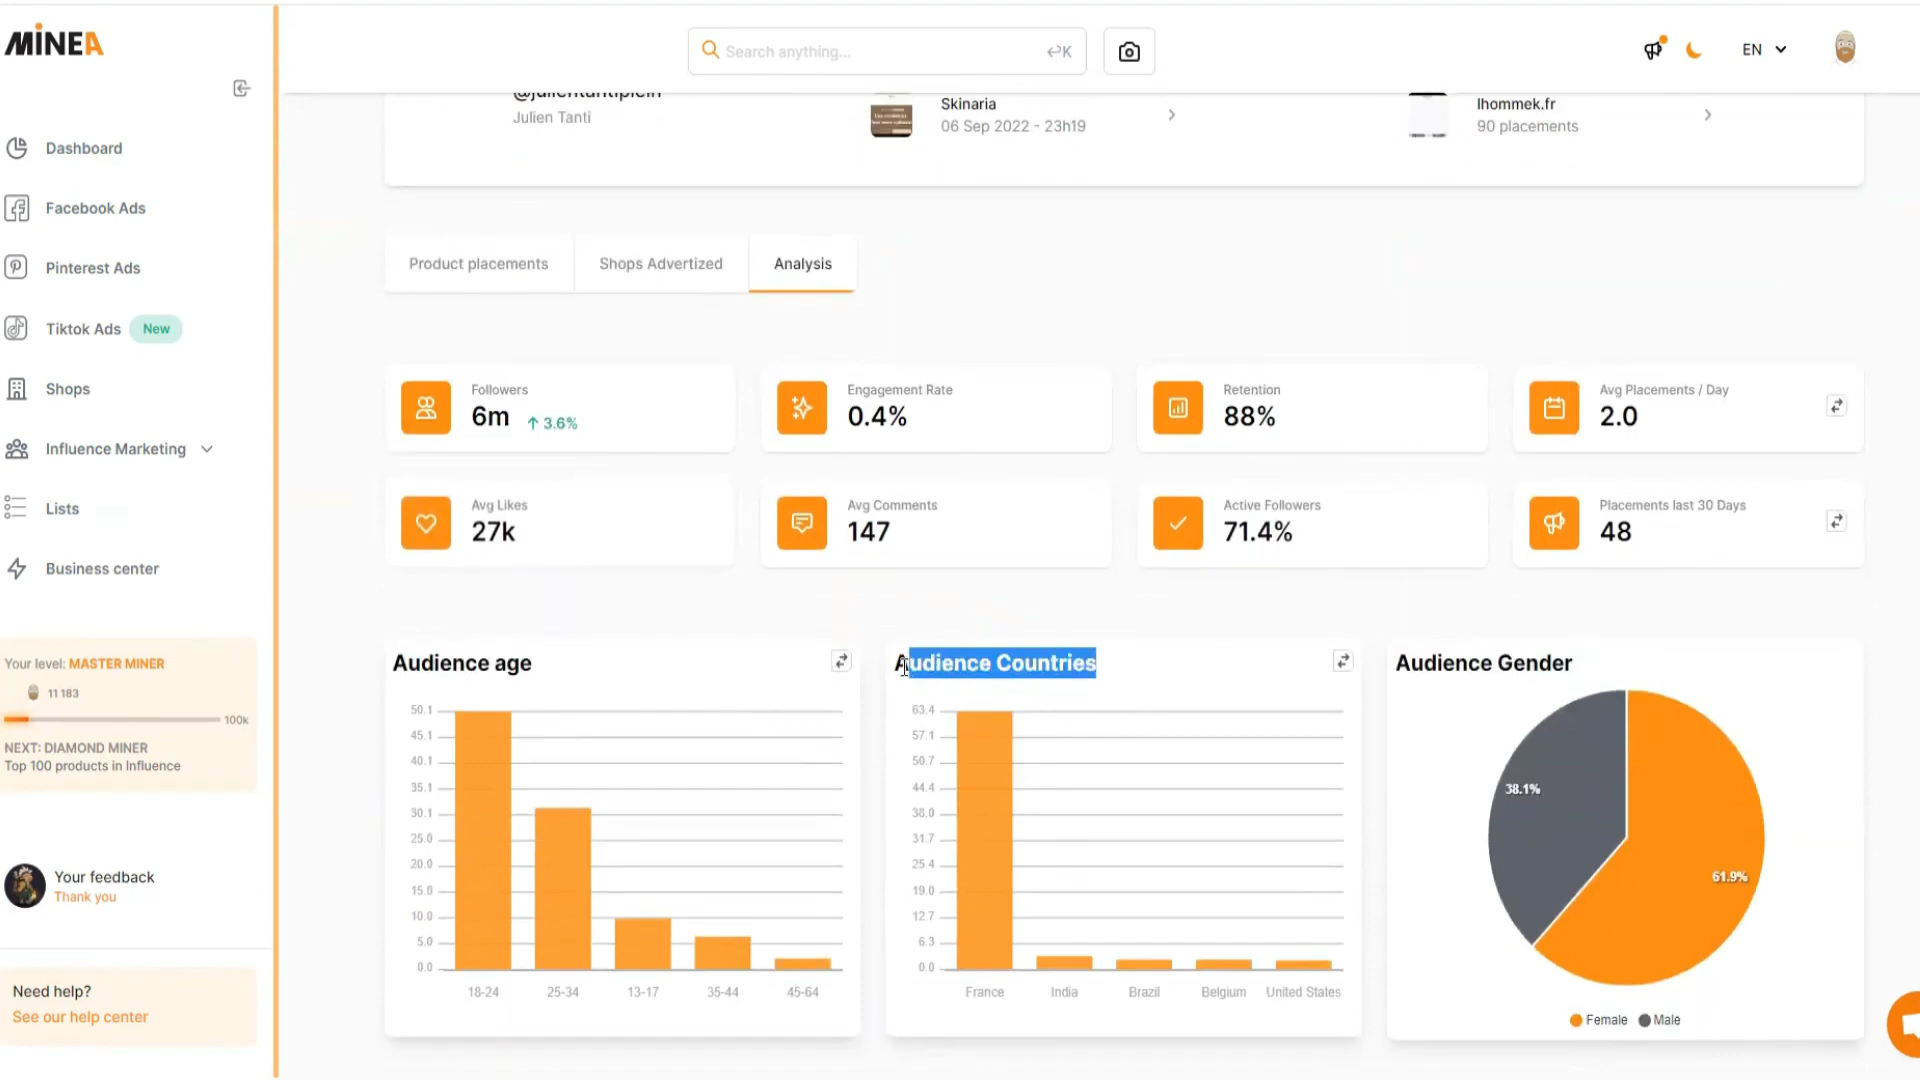 MINEA
Search anything...
K
EN
Dashboard
Facebook Ads
Pinterest Ads
Tiktok Ads New
Shops
Influence Marketing
Lists
Business center
Your level: MASTER MINER
11 183
100k
NEXT: DIAMOND MINER
Top 100 products in Influence
Your feedback
Thank you
Need help?
See our help center
@julientantiplein
Julien Tanti
Skinaria
06 Sep 2022 - 23h19
lhommek.fr
90 placements
Product placements
Shops Advertized
Analysis
Followers
6m 3.6%
Engagement Rate
0.4%
Retention
88%
Avg Placements / Day
2.0
Avg Likes
27k
Avg Comments
147
Active Followers
71.4%
Placements last 30 Days
48
Audience age
50.1
45.1
40.1
35.1
30.1
25.0
20.0
15.0
10.0
5.0
0.0
18-24 25-34 13-17 35-44 45-64
Audience Countries
63.4
57.1
50.7
44.4
38.0
31.7
25.4
19.0
12.7
6.3
0.0
France India Brazil Belgium United States
Audience Gender
38.1%
61.9%
Female Male